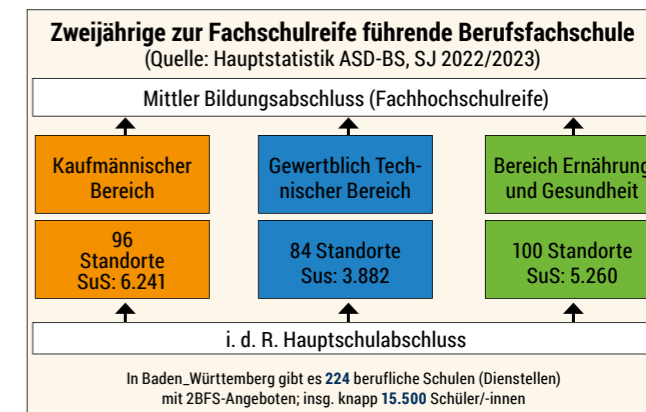 Zweijährige zur Fachschulreife führende Berufsfachschule
(Quelle: Hauptstatistik ASD-BS, SJ 2022/2023)
Mittler Bildungsabschluss (Fachhochschulreife)
Kaufmännischer
Bereich
Gewertblich Tech-
nischer Bereich
Bereich Ernährung
und Gesundheit
96
Standorte
SuS: 6.241
84 Standorte
Sus: 3.882
100 Standorte
SuS: 5.260
i. d. R. Hauptschulabschluss
In Baden_Württemberg gibt es 224 berufliche Schulen (Dienstellen)
mit 2BFS-Angeboten; insg. knapp 15.500 Schüler/-innen